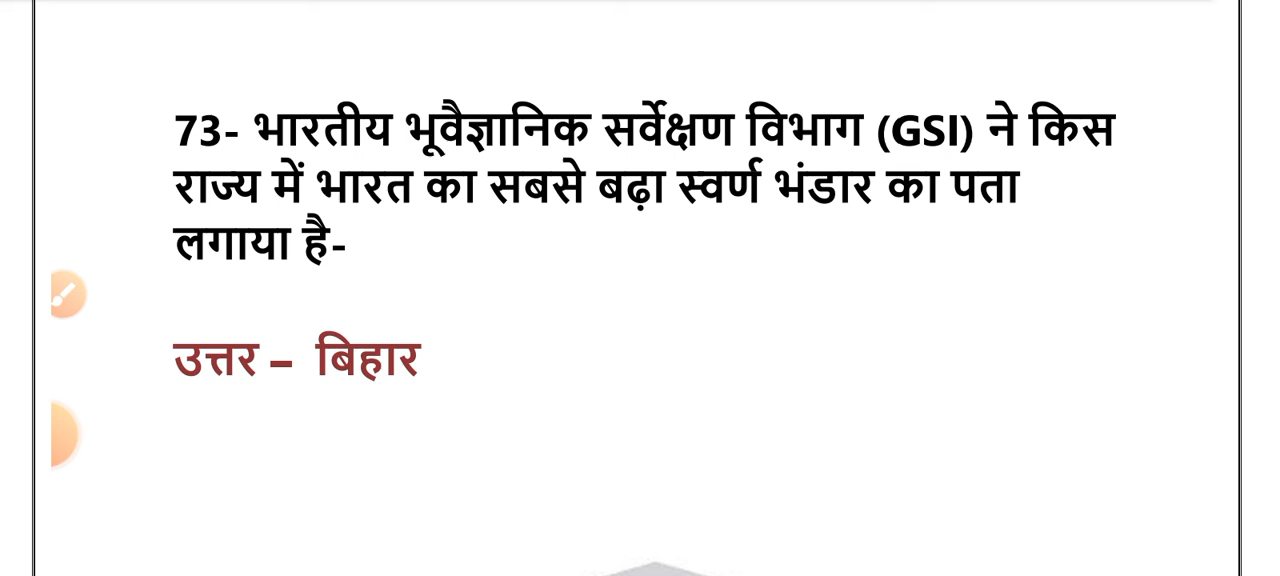 73- भारतीय भूवैज्ञानिक सर्वेक्षण विभाग (GSI) ने किस
राज्य में भारत का सबसे बढ़ा स्वर्ण भंडार का पता
लगाया है-
उत्तर – बिहार